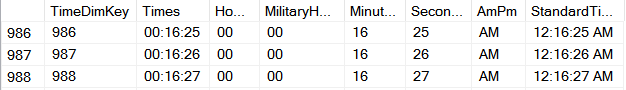 TimeDimKey Times Ho... MilitaryH... Minut... Secon... AmPm StandardTi...
986 986 00:16:25 00 00 16 25 AM 12:16:25 AM
987 987 00:16:26 00 00 16 26 AM 12:16:26 AM
988 988 00:16:27 00 00 16 27 AM 12:16:27 AM